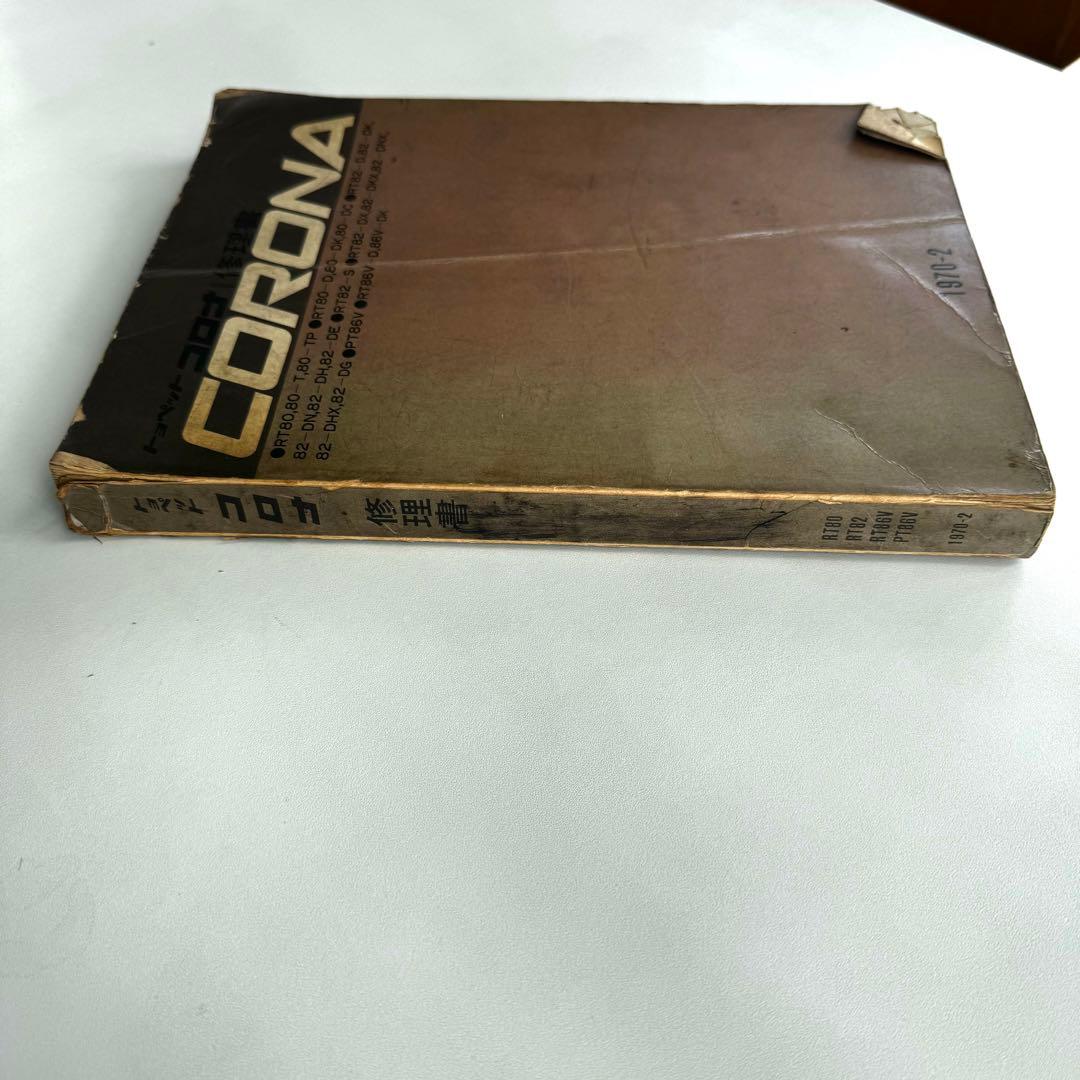 トヨペット コロナ 修理書
CORONA
●RT80,80-T,80-TP ●RT80-D,80-DK,80-DC ●RT82-D,82-DK,
82-DN,82-DH,82-DE ●RT82-S ●RT82-DX,82-DKX,82-DNX,
82-DHX,82-DG ●PT86V ●RT86V-D,86V-DK
1970-2
トヨペット コロナ 修理書
RT80
RT82
RT86V
PT86V
1970-2